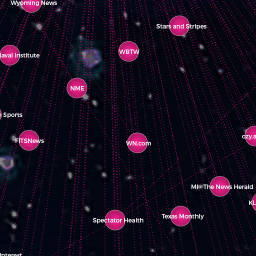 Wyoming News
Stars and Stripes
WBTW
aval Institute
NME
Sports
FITSNews
WN.com
ozy.
MI@The News Herald
KL
Spectator Health
Texas Monthly
nterest